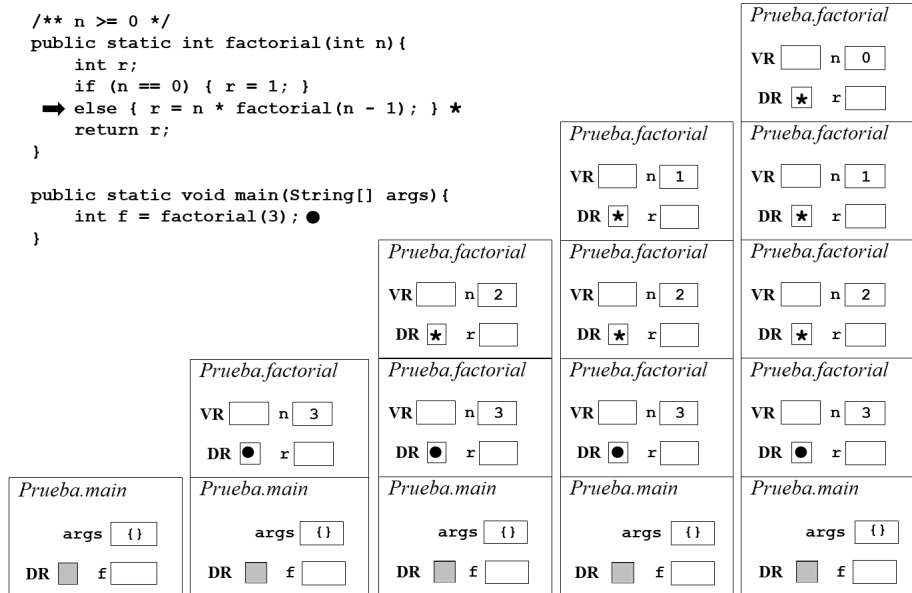 /** n >= 0 */
public static int factorial(int n){
int r;
if (n == 0) { r = 1; }
➡ else { r = n * factorial(n - 1); } *
return r;
}
public static void main(String[] args){
int f = factorial(3); ●
}
Prueba.main
args {}
DR f
Prueba.factorial
VR n 3
DR ● r
Prueba.main
args {}
DR f
Prueba.factorial
VR n 2
DR * r
Prueba.factorial
VR n 3
DR ● r
Prueba.main
args {}
DR f
Prueba.factorial
VR n 1
DR * r
Prueba.factorial
VR n 2
DR * r
Prueba.factorial
VR n 3
DR ● r
Prueba.main
args {}
DR f
Prueba.factorial
VR n 0
DR * r
Prueba.factorial
VR n 1
DR * r
Prueba.factorial
VR n 2
DR * r
Prueba.factorial
VR n 3
DR ● r
Prueba.main
args {}
DR f